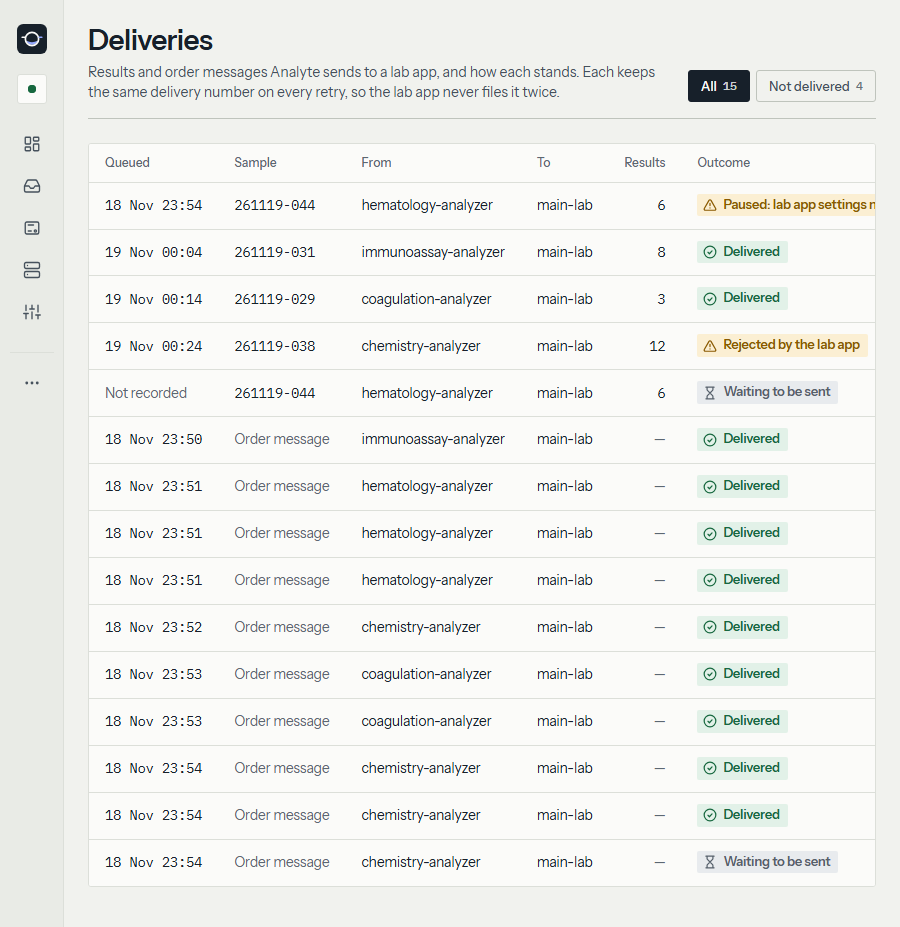 Deliveries
Results and order messages Analyte sends to a lab app, and how each stands. Each keeps
the same delivery number on every retry, so the lab app never files it twice.
All 15 Not delivered 4
Queued Sample From To Results Outcome
18 Nov 23:54 261119-044 hematology-analyzer main-lab 6 Paused: lab app settings
19 Nov 00:04 261119-031 immunoassay-analyzer main-lab 8 Delivered
19 Nov 00:14 261119-029 coagulation-analyzer main-lab 3 Delivered
19 Nov 00:24 261119-038 chemistry-analyzer main-lab 12 Rejected by the lab app
Not recorded 261119-044 hematology-analyzer main-lab 6 Waiting to be sent
18 Nov 23:50 Order message immunoassay-analyzer main-lab — Delivered
18 Nov 23:51 Order message hematology-analyzer main-lab — Delivered
18 Nov 23:51 Order message hematology-analyzer main-lab — Delivered
18 Nov 23:51 Order message hematology-analyzer main-lab — Delivered
18 Nov 23:52 Order message chemistry-analyzer main-lab — Delivered
18 Nov 23:53 Order message coagulation-analyzer main-lab — Delivered
18 Nov 23:53 Order message coagulation-analyzer main-lab — Delivered
18 Nov 23:54 Order message chemistry-analyzer main-lab — Delivered
18 Nov 23:54 Order message chemistry-analyzer main-lab — Delivered
18 Nov 23:54 Order message chemistry-analyzer main-lab — Waiting to be sent